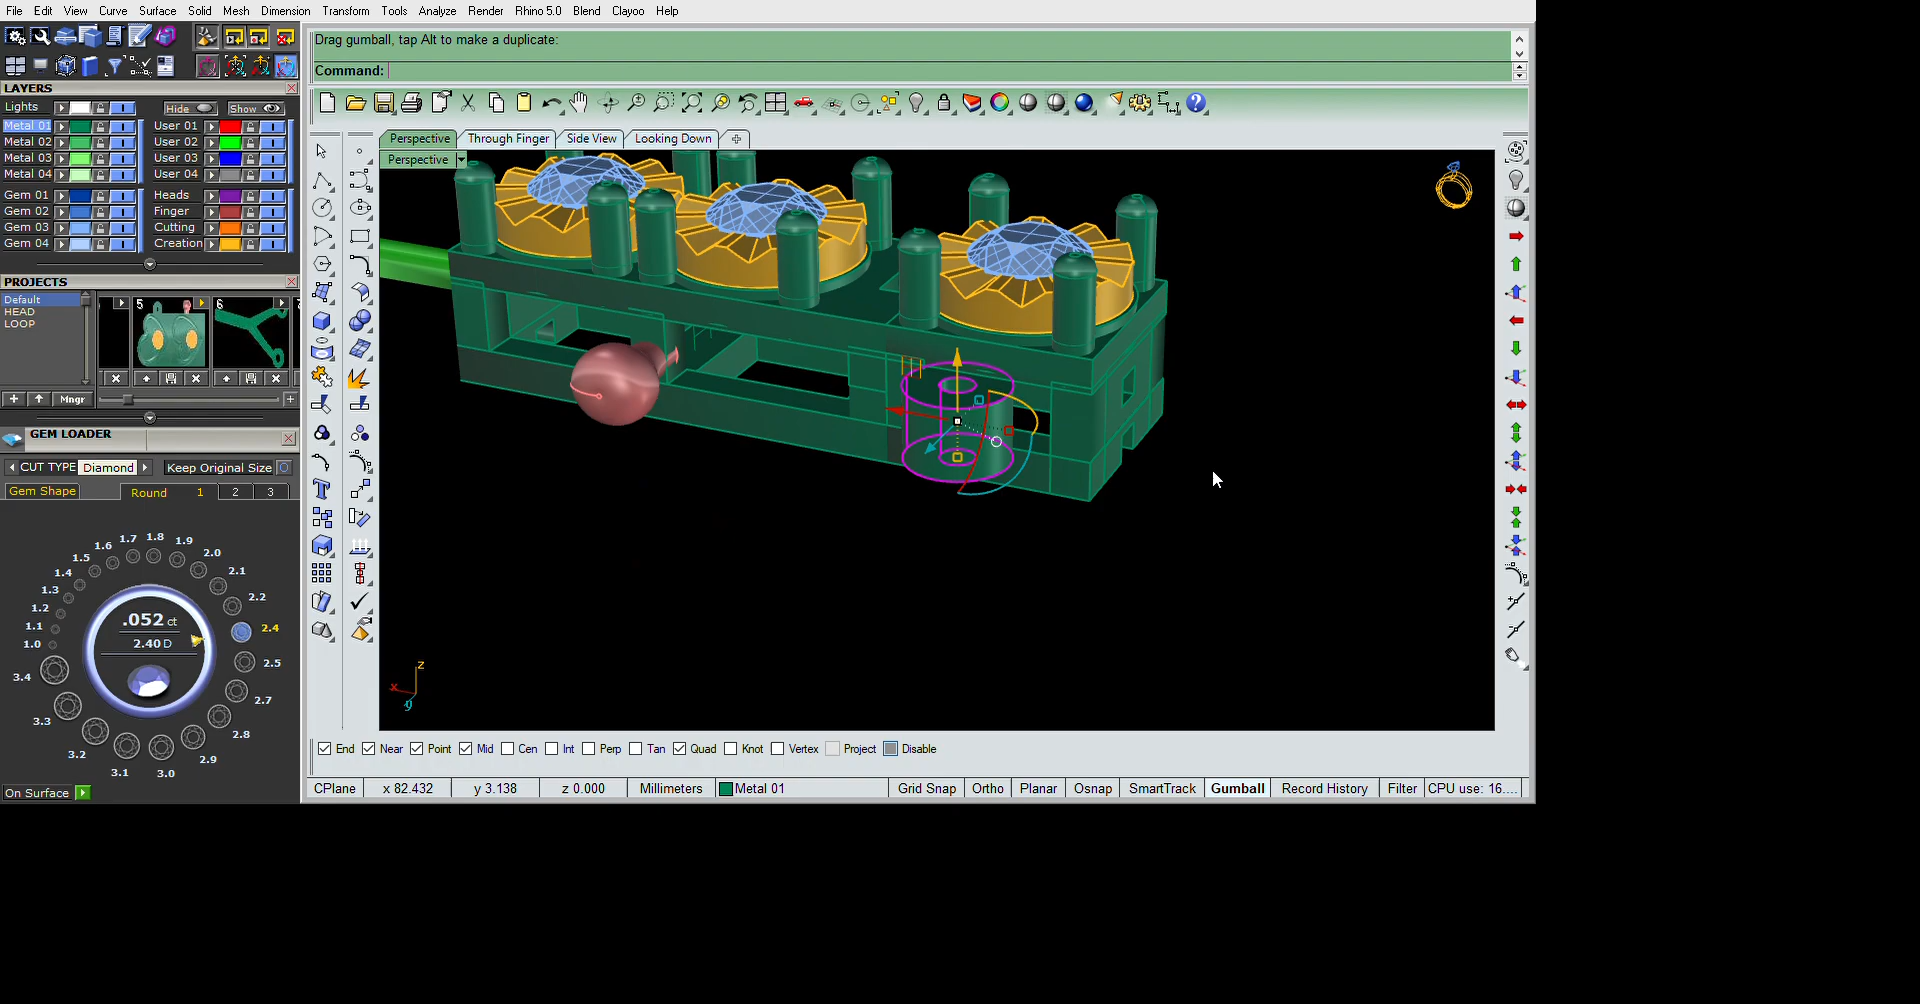 File Edit View Curve Surface Solid Mesh Dimension Transform Tools Analyze Render Rhino 5.0 Blend Clayoo Help
Drag gumball, tap Alt to make a duplicate:
Command:
LAYERS
Lights Hide Show
Metal 01 User 01
Metal 02 User 02
Metal 03 User 03
Metal 04 User 04
Gem 01 Heads
Gem 02 Finger
Gem 03 Cutting
Gem 04 Creation
PROJECTS
Default
HEAD
LOOP
5 6
Mngr
GEM LOADER
CUT TYPE Diamond Keep Original Size
Gem Shape Round 1 2 3
1.0
1.1
1.2
1.3
1.4
1.5
1.6
1.7
1.8
1.9
2.0
2.1
2.2
2.4
2.5
2.7
2.8
2.9
3.0
3.1
3.2
3.3
3.4
.052 ct
2.40 D
On Surface
Perspective Through Finger Side View Looking Down
Perspective
z
x
y
End Near Point Mid Cen Int Perp Tan Quad Knot Vertex Project Disable
CPlane x 82.432 y 3.138 z 0.000 Millimeters Metal 01 Grid Snap Ortho Planar Osnap SmartTrack Gumball Record History Filter CPU use: 16....